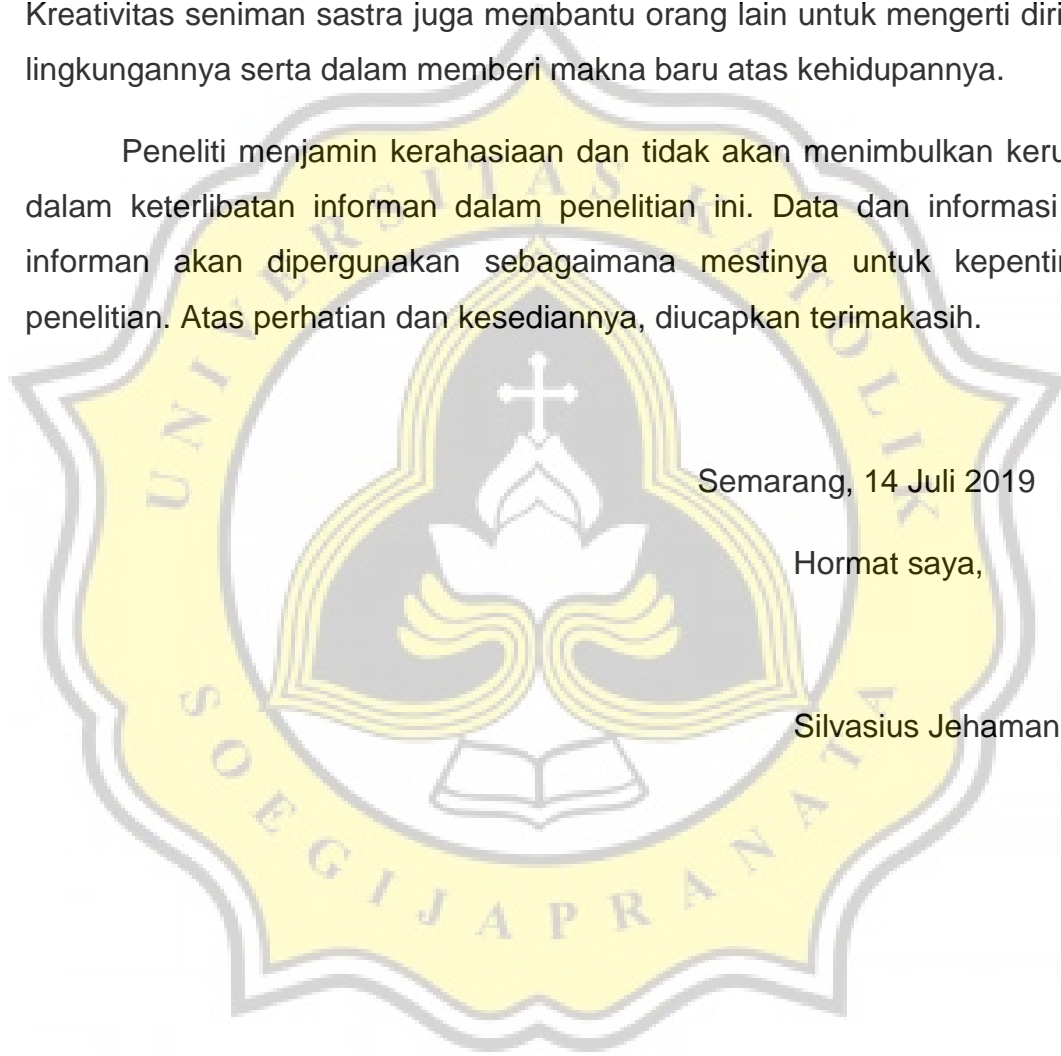 Kreativitas seniman sastra juga membantu orang lain untuk mengerti diri
lingkungannya serta dalam memberi makna baru atas kehidupannya.
Peneliti menjamin kerahasiaan dan tidak akan menimbulkan keru
dalam keterlibatan informan dalam penelitian ini. Data dan informasi
informan akan dipergunakan sebagaimana mestinya untuk kepentin
penelitian. Atas perhatian dan kesediannya, diucapkan terimakasih.
Semarang, 14 Juli 2019
Hormat saya,
Silvasius Jehaman
UNIVERSITAS KATOLIK
SOEGIJAPRANATA